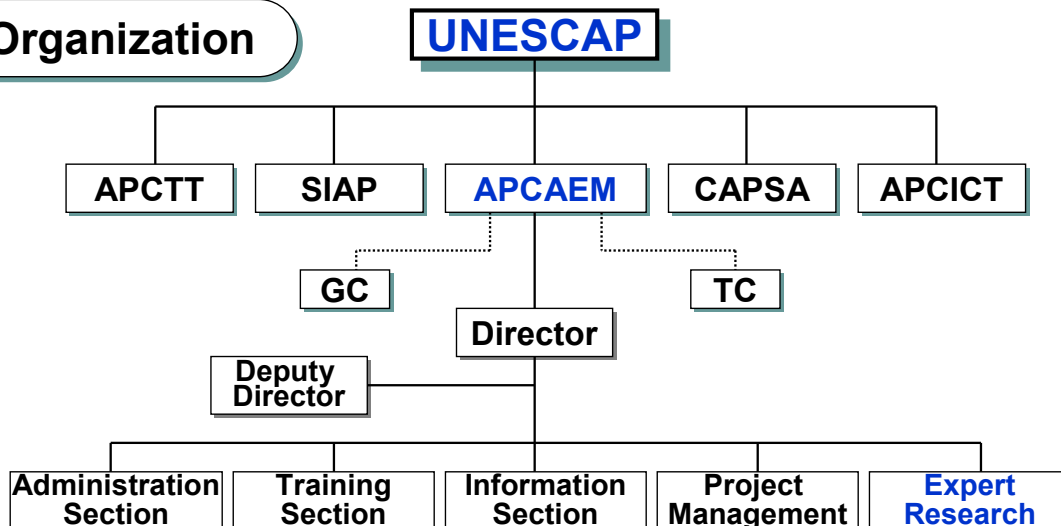 Organization
UNESCAP
APCTT
SIAP
APCAEM
CAPSA
APCICT
GC
TC
Director
Deputy
Director
Administration
Section
Training
Section
Information
Section
Project
Management
Expert
Research